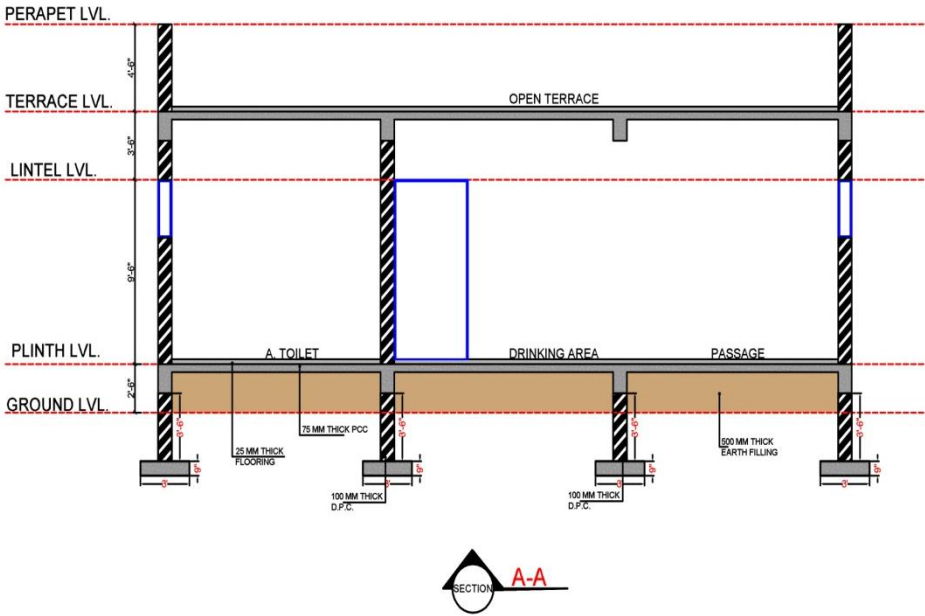 PERAPET LVL.
4'-6"
TERRACE LVL.
OPEN TERRACE
3'-6"
LINTEL LVL.
9'-6"
PLINTH LVL.
A. TOILET
DRINKING AREA
PASSAGE
2'-6"
GROUND LVL.
3'-6"
3'-6"
3'-6"
3'-6"
75 MM THICK PCC
25 MM THICK
FLOORING
500 MM THICK
EARTH FILLING
9"
9"
9"
9"
3'
3'
3'
3'
100 MM THICK
D.P.C.
100 MM THICK
D.P.C.
SECTION
A-A